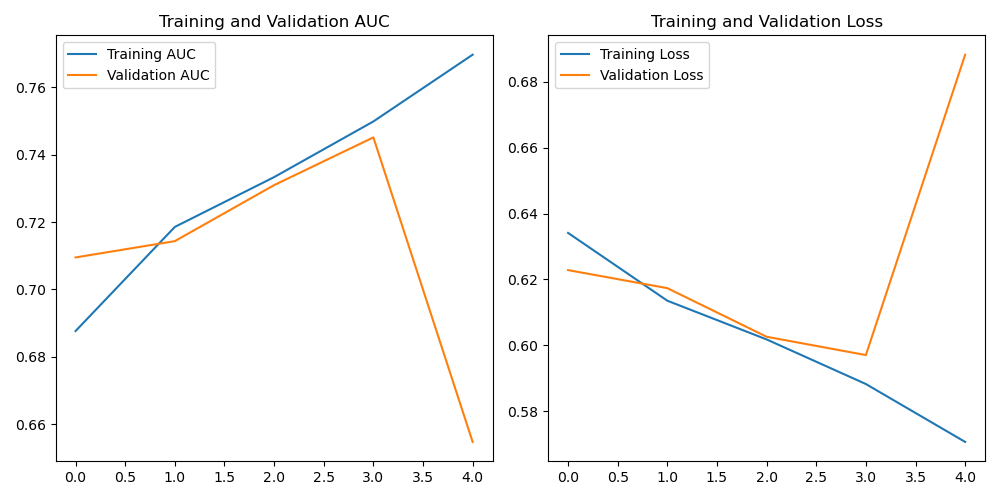 Training and Validation AUC
Training AUC
Validation AUC
0.76
0.74
0.72
0.70
0.68
0.66
0.0 0.5 1.0 1.5 2.0 2.5 3.0 3.5 4.0
Training and Validation Loss
Training Loss
Validation Loss
0.68
0.66
0.64
0.62
0.60
0.58
0.0 0.5 1.0 1.5 2.0 2.5 3.0 3.5 4.0